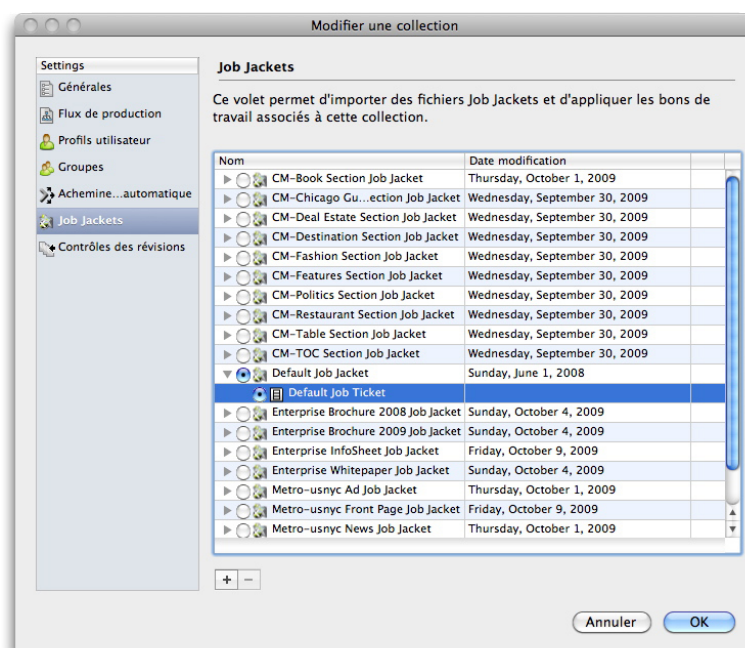 Modifier une collection
Settings
Générales
Flux de production
Profils utilisateur
Groupes
Achemine...automatique
Job Jackets
Contrôles des révisions
Job Jackets
Ce volet permet d'importer des fichiers Job Jackets et d'appliquer les bons de
travail associés à cette collection.
Nom Date modification
CM-Book Section Job Jacket Thursday, October 1, 2009
CM-Chicago Gu...ection Job Jacket Wednesday, September 30, 2009
CM-Deal Estate Section Job Jacket Wednesday, September 30, 2009
CM-Destination Section Job Jacket Wednesday, September 30, 2009
CM-Fashion Section Job Jacket Wednesday, September 30, 2009
CM-Features Section Job Jacket Wednesday, September 30, 2009
CM-Politics Section Job Jacket Wednesday, September 30, 2009
CM-Restaurant Section Job Jacket Wednesday, September 30, 2009
CM-Table Section Job Jacket Wednesday, September 30, 2009
CM-TOC Section Job Jacket Wednesday, September 30, 2009
Default Job Jacket Sunday, June 1, 2008
Default Job Ticket
Enterprise Brochure 2008 Job Jacket Sunday, October 4, 2009
Enterprise Brochure 2009 Job Jacket Sunday, October 4, 2009
Enterprise InfoSheet Job Jacket Friday, October 9, 2009
Enterprise Whitepaper Job Jacket Sunday, October 4, 2009
Metro-usnyc Ad Job Jacket Thursday, October 1, 2009
Metro-usnyc Front Page Job Jacket Friday, October 9, 2009
Metro-usnyc News Job Jacket Thursday, October 1, 2009
+ −
Annuler OK